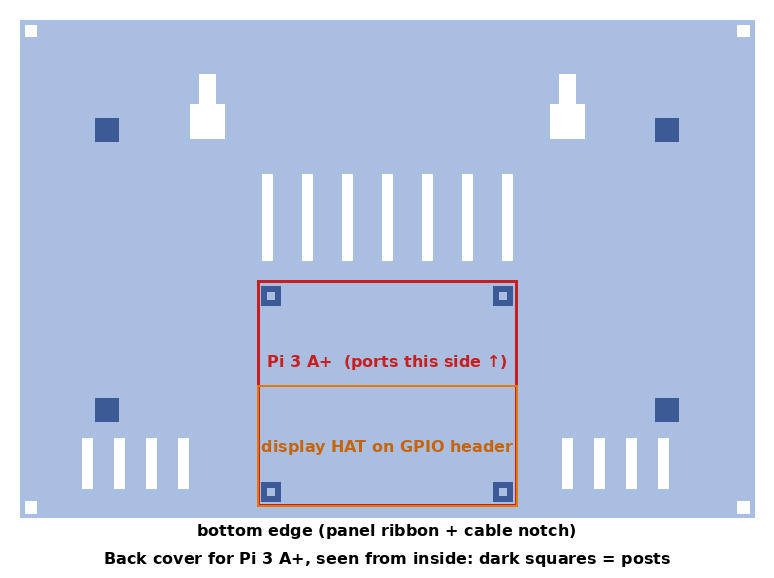 Pi 3 A+  (ports this side ↑)
display HAT on GPIO header
bottom edge (panel ribbon + cable notch)
Back cover for Pi 3 A+, seen from inside: dark squares = posts